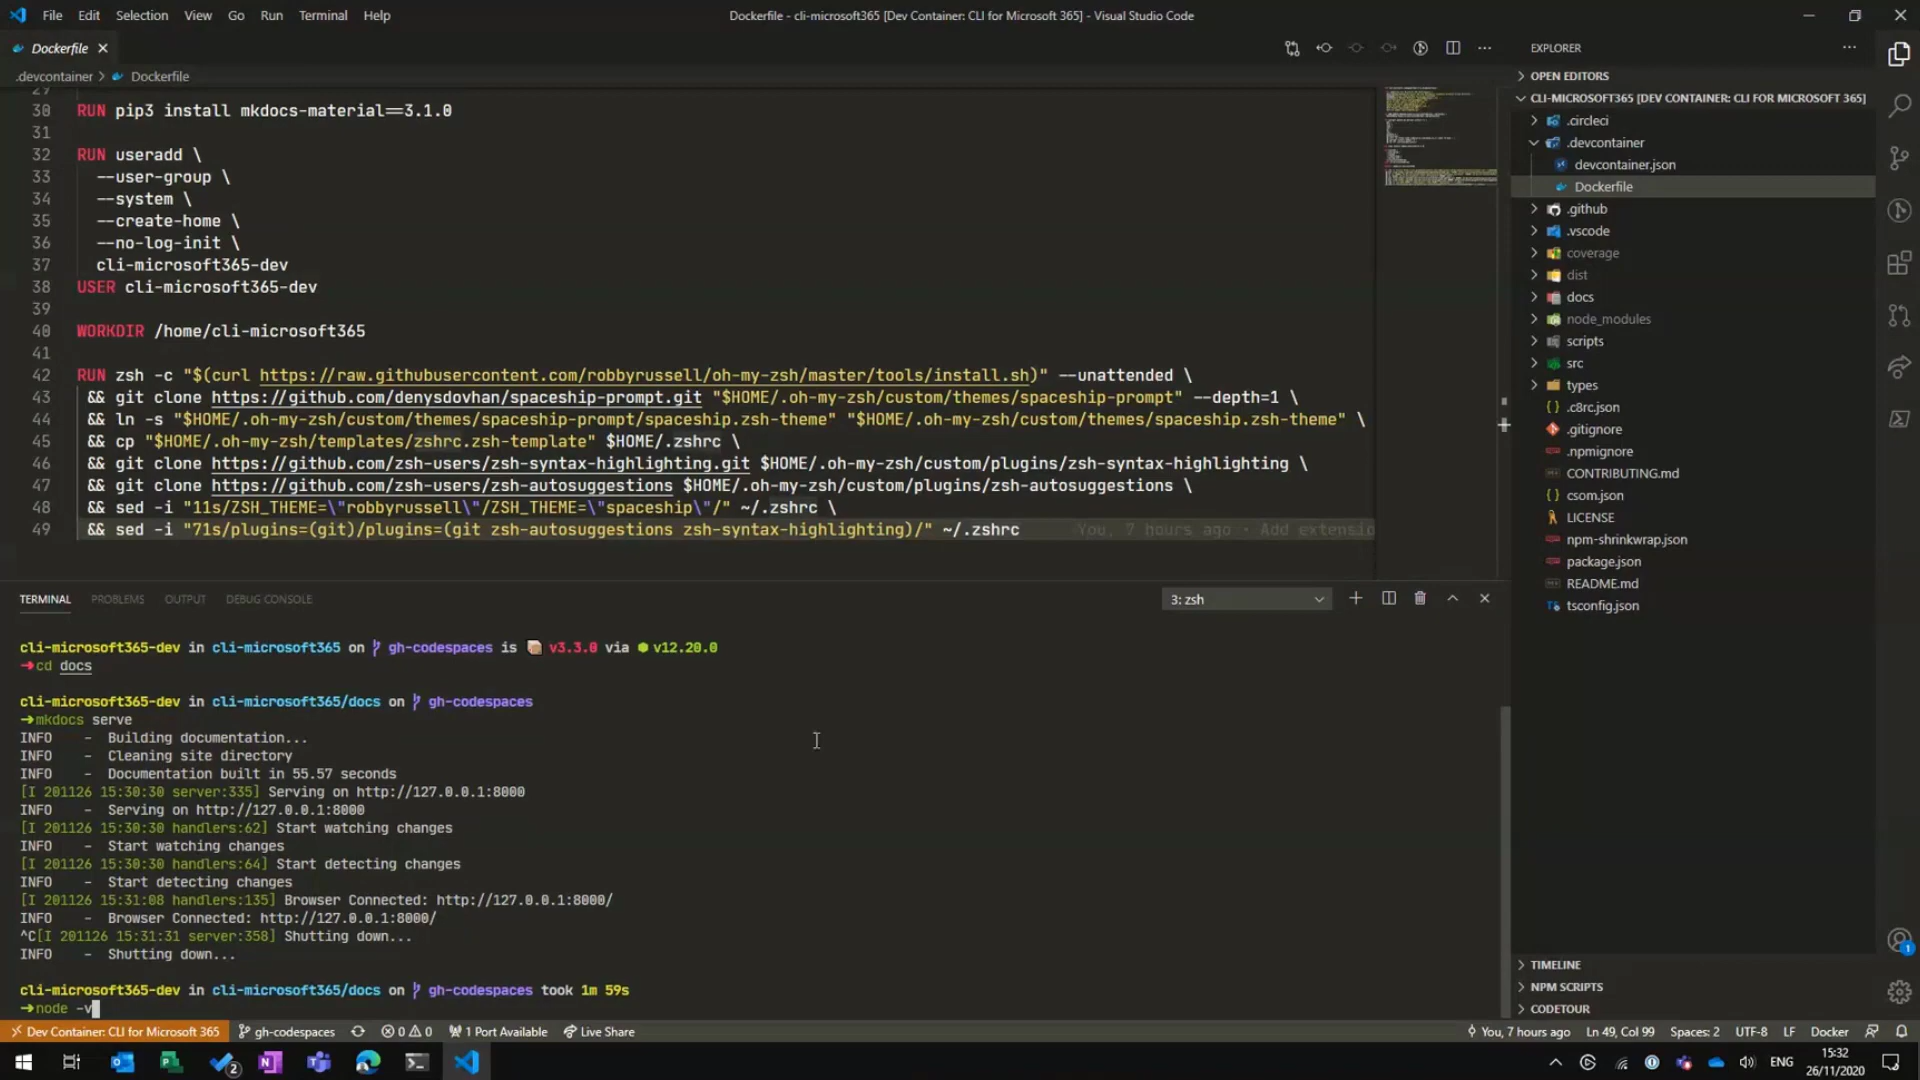 File Edit Selection View Go Run Terminal Help
Dockerfile - cli-microsoft365 [Dev Container: CLI for Microsoft 365] - Visual Studio Code
Dockerfile
.devcontainer > Dockerfile
29
30 RUN pip3 install mkdocs-material==3.1.0
31
32 RUN useradd \
33 --user-group \
34 --system \
35 --create-home \
36 --no-log-init \
37 cli-microsoft365-dev
38 USER cli-microsoft365-dev
39
40 WORKDIR /home/cli-microsoft365
41
42 RUN zsh -c "$(curl https://raw.githubusercontent.com/robbyrussell/oh-my-zsh/master/tools/install.sh)" --unattended \
43 && git clone https://github.com/denysdovhan/spaceship-prompt.git "$HOME/.oh-my-zsh/custom/themes/spaceship-prompt" --depth=1 \
44 && ln -s "$HOME/.oh-my-zsh/custom/themes/spaceship-prompt/spaceship.zsh-theme" "$HOME/.oh-my-zsh/custom/themes/spaceship.zsh-theme" \
45 && cp "$HOME/.oh-my-zsh/templates/zshrc.zsh-template" $HOME/.zshrc \
46 && git clone https://github.com/zsh-users/zsh-syntax-highlighting.git $HOME/.oh-my-zsh/custom/plugins/zsh-syntax-highlighting \
47 && git clone https://github.com/zsh-users/zsh-autosuggestions $HOME/.oh-my-zsh/custom/plugins/zsh-autosuggestions \
48 && sed -i "11s/ZSH_THEME=\"robbyrussell\"/ZSH_THEME=\"spaceship\"/" ~/.zshrc \
49 && sed -i "71s/plugins=(git)/plugins=(git zsh-autosuggestions zsh-syntax-highlighting)/" ~/.zshrc You, 7 hours ago · Add extensio
TERMINAL PROBLEMS OUTPUT DEBUG CONSOLE
3: zsh
cli-microsoft365-dev in cli-microsoft365 on gh-codespaces is v3.3.0 via v12.20.0
➜cd docs
cli-microsoft365-dev in cli-microsoft365/docs on gh-codespaces
➜mkdocs serve
INFO - Building documentation...
INFO - Cleaning site directory
INFO - Documentation built in 55.57 seconds
[I 201126 15:30:30 server:335] Serving on http://127.0.0.1:8000
INFO - Serving on http://127.0.0.1:8000
[I 201126 15:30:30 handlers:62] Start watching changes
INFO - Start watching changes
[I 201126 15:30:30 handlers:64] Start detecting changes
INFO - Start detecting changes
[I 201126 15:31:08 handlers:135] Browser Connected: http://127.0.0.1:8000/
INFO - Browser Connected: http://127.0.0.1:8000/
^C[I 201126 15:31:31 server:358] Shutting down...
INFO - Shutting down...
cli-microsoft365-dev in cli-microsoft365/docs on gh-codespaces took 1m 59s
➜node -v
EXPLORER
OPEN EDITORS
CLI-MICROSOFT365 [DEV CONTAINER: CLI FOR MICROSOFT 365]
.circleci
.devcontainer
devcontainer.json
Dockerfile
.github
.vscode
coverage
dist
docs
node_modules
scripts
src
types
.c8rc.json
.gitignore
.npmignore
CONTRIBUTING.md
csom.json
LICENSE
npm-shrinkwrap.json
package.json
README.md
tsconfig.json
TIMELINE
NPM SCRIPTS
CODETOUR
1
Dev Container: CLI for Microsoft 365 gh-codespaces 0 0 1 Port Available Live Share
You, 7 hours ago Ln 49, Col 99 Spaces: 2 UTF-8 LF Docker
2
ENG
15:32
26/11/2020